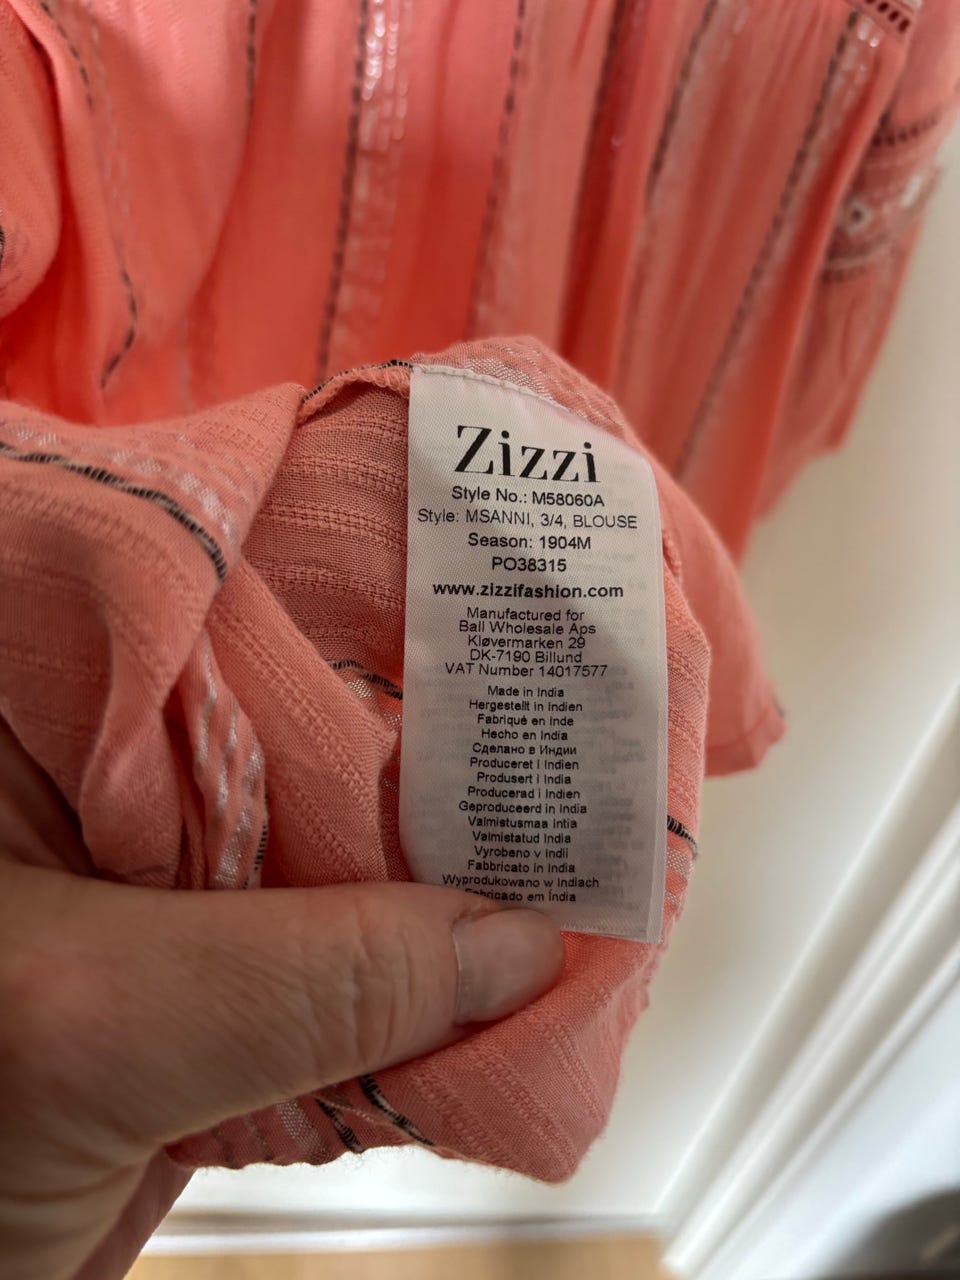 Zizzi
Style No.: M58060A
Style: MSANNI, 3/4, BLOUSE
Season: 1904M
PO38315
www.zizzifashion.com
Manufactured for
Ball Wholesale Aps
Kløvermarken 29
DK-7190 Billund
VAT Number 14017577
Made in India
Hergestellt in Indien
Fabriqué en Inde
Hecho en India
Сделано в Индии
Produceret i Indien
Produsert i India
Producerad i Indien
Geproduceerd in India
Valmistusmaa Intia
Valmistatud India
Vyrobeno v Indii
Fabbricato in India
Wyprodukowano w Indiach
Fabricado em Índia